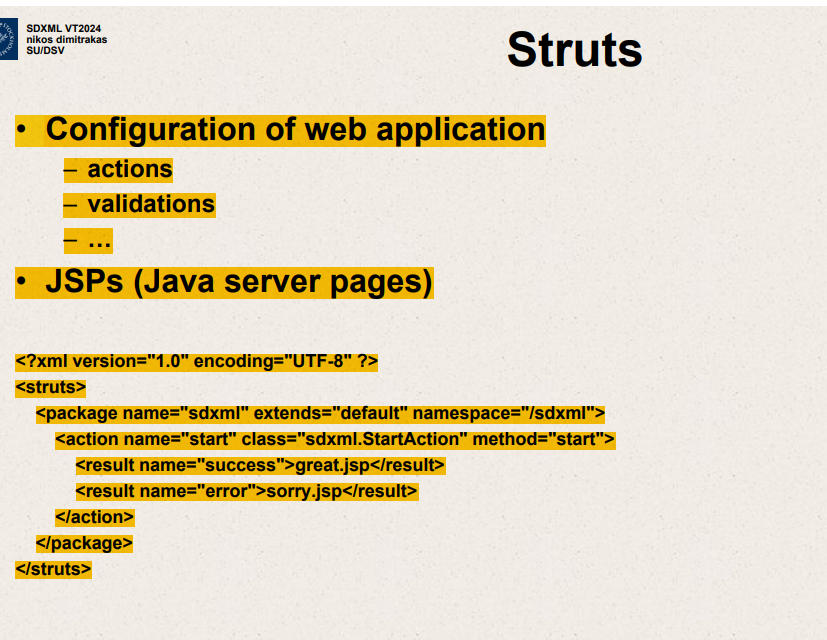 SDXML VT2024
nikos dimitrakas
SU/DSV
Struts
• Configuration of web application
– actions
– validations
– …
• JSPs (Java server pages)
<?xml version="1.0" encoding="UTF-8" ?>
<struts>
<package name="sdxml" extends="default" namespace="/sdxml">
<action name="start" class="sdxml.StartAction" method="start">
<result name="success">great.jsp</result>
<result name="error">sorry.jsp</result>
</action>
</package>
</struts>